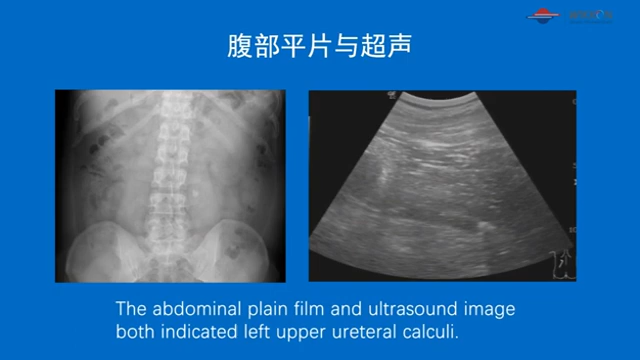 腹部平片与超声
The abdominal plain film and ultrasound image
both indicated left upper ureteral calculi.